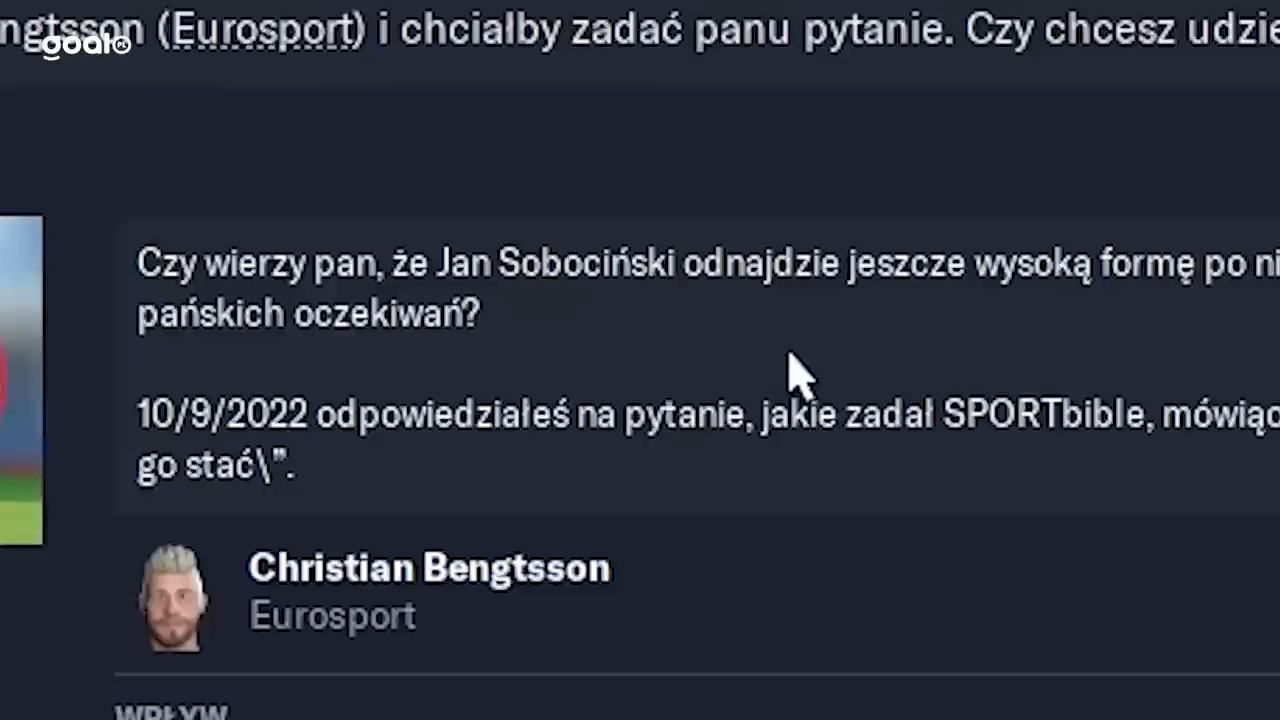 ngtsson (Eurosport) i chciałby zadać panu pytanie. Czy chcesz udzie
goal PL
Czy wierzy pan, że Jan Sobociński odnajdzie jeszcze wysoką formę po ni
pańskich oczekiwań?
10/9/2022 odpowiedziałeś na pytanie, jakie zadał SPORTbible, mówiąc
go stać\”.
Christian Bengtsson
Eurosport
WPŁYW